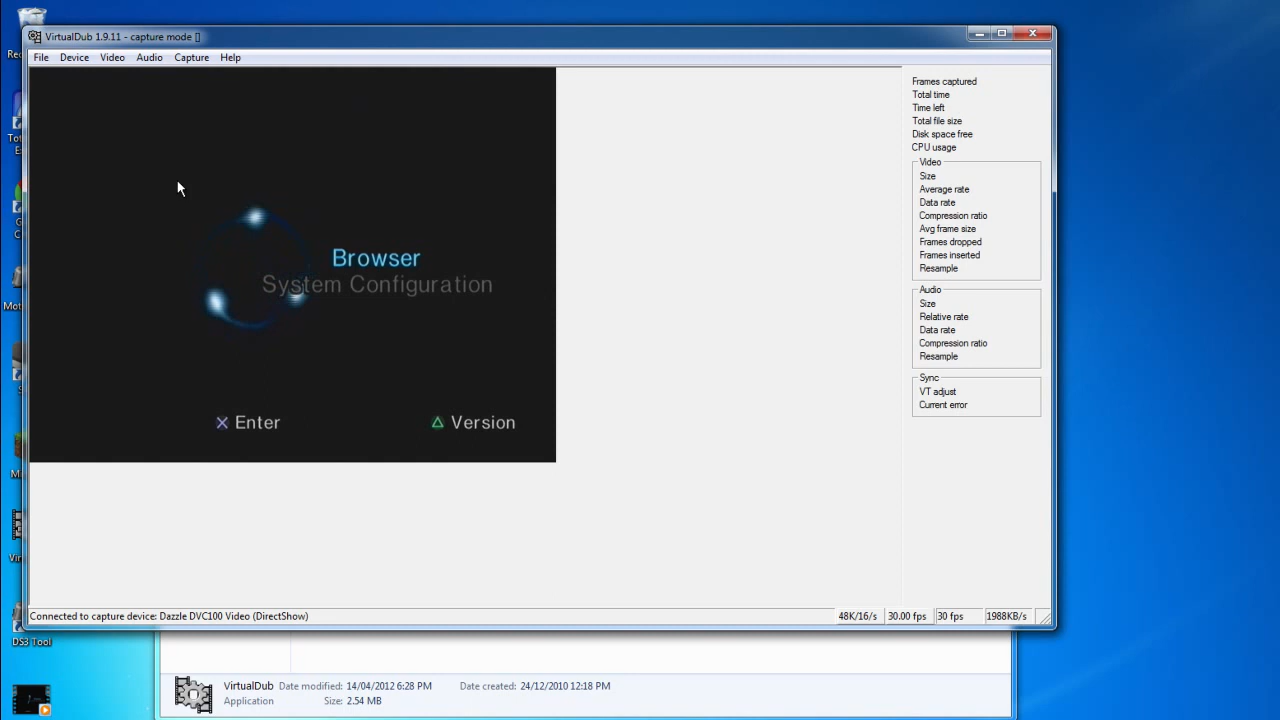 VirtualDub 1.9.11 - capture mode []
File Device Video Audio Capture Help
Frames captured
Total time
Time left
Total file size
Disk space free
CPU usage
Video
Size
Average rate
Data rate
Compression ratio
Avg frame size
Frames dropped
Frames inserted
Resample
Audio
Size
Relative rate
Data rate
Compression ratio
Resample
Sync
VT adjust
Current error
Browser
System Configuration
Enter Version
Connected to capture device: Dazzle DVC100 Video (DirectShow) 48K/16/s 30.00 fps 30 fps 1988KB/s
DS3 Tool
VirtualDub Date modified: 14/04/2012 6:28 PM Date created: 24/12/2010 12:18 PM
Application Size: 2.54 MB